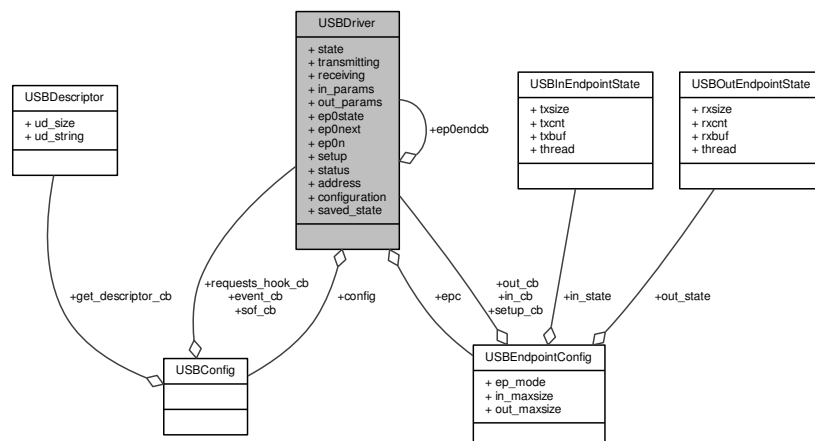 USBDriver
+ state
+ transmitting
+ receiving
+ in_params
+ out_params
+ ep0state
+ ep0next
+ ep0n
+ setup
+ status
+ address
+ configuration
+ saved_state
USBDescriptor
+ ud_size
+ ud_string
USBInEndpointState
+ txsize
+ txcnt
+ txbuf
+ thread
USBOutEndpointState
+ rxsize
+ rxcnt
+ rxbuf
+ thread
+ep0endcb
+get_descriptor_cb
+requests_hook_cb
+event_cb
+sof_cb
+config
+epc
+out_cb
+in_cb
+setup_cb
+in_state
+out_state
USBConfig
USBEndpointConfig
+ ep_mode
+ in_maxsize
+ out_maxsize